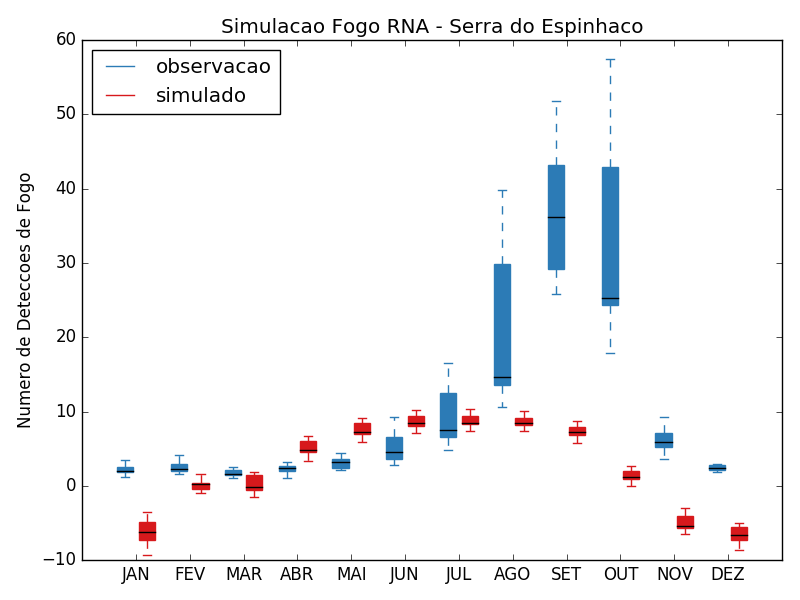 Simulacao Fogo RNA - Serra do Espinhaco
60
50
40
30
20
10
0
−10
Numero de Deteccoes de Fogo
observacao
simulado
JAN FEV MAR ABR MAI JUN JUL AGO SET OUT NOV DEZ